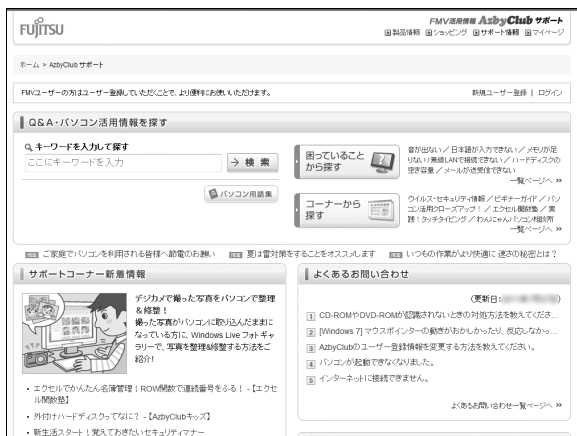 FUJITSU
FMV活用情報 AzbyClub サポート
製品情報 ショッピング サポート情報 マイページ
ホーム > AzbyClub サポート
FMVユーザーの方はユーザー登録していただくことで、より便利にお使いいただけます。
新規ユーザー登録 | ログイン
Q&A・パソコン活用情報を探す
キーワードを入力して探す
ここにキーワードを入力
検索
パソコン用語集
困っていることから探す
音が出ない／日本語が入力できない／メモリが足
りない／無線LANで接続できない／ハードディスクの
空き容量／メールが送受信できない
一覧ページへ »
コーナーから探す
ウイルス・セキュリティ情報／ビギナーガイド／パソ
コン活用クローズアップ！／エクセル関数塾／実
践！タッチタイピング／わんにゃんパソコン相談所
一覧ページへ »
ご家庭でパソコンを利用される皆様へ節電のお願い
夏は雷対策をすることをオススメします
いつもの作業がより快適に 速さの秘密とは？
サポートコーナー新着情報
デジカメで撮った写真をパソコンで整理
＆修整！
撮った写真がパソコンに取り込んだままに
なっている方に、Windows Live フォトギャ
ラリーで、写真を整理&修整する方法をご
紹介!
・ エクセルでかんたん名簿管理！ROW関数で連続番号をふる！ -【エクセ
ル関数塾】
・ 外付けハードディスクってなに？ -【AzbyClubキッズ】
・ 新生活スタート！覚えておきたいセキュリティマナー
よくあるお問い合わせ
(更新日:
1 CD-ROMやDVD-ROMが認識されないときの対処方法を教えてくださ...
2 [Windows 7] マウスポインターの動きがおかしかったり、反応しなかっ...
3 AzbyClubのユーザー登録情報を変更する方法を教えてください。
4 パソコンが起動できなくなりました。
5 インターネットに接続できません。
よくあるお問い合わせ一覧ページへ »